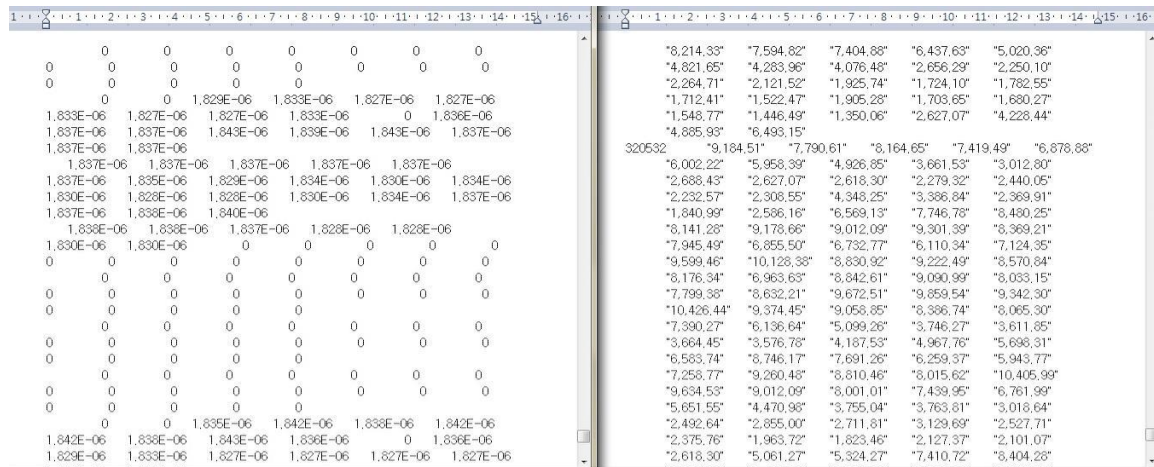 1 1 2 3 4 5 6 7 8 9 10 11 12 13 14 15 16
0 0 0 0 0 0
0 0 0 0 0 0 0 0
0 0 0 0 0
0 0 1,829E-06 1,833E-06 1,827E-06 1,827E-06
1,833E-06 1,827E-06 1,827E-06 1,833E-06 0 1,836E-06
1,837E-06 1,837E-06 1,843E-06 1,839E-06 1,843E-06 1,837E-06
1,837E-06 1,837E-06
1,837E-06 1,837E-06 1,837E-06 1,837E-06 1,837E-06
1,837E-06 1,835E-06 1,829E-06 1,834E-06 1,830E-06 1,834E-06
1,830E-06 1,828E-06 1,828E-06 1,830E-06 1,834E-06 1,837E-06
1,837E-06 1,838E-06 1,840E-06
1,838E-06 1,838E-06 1,837E-06 1,828E-06 1,828E-06
1,830E-06 1,830E-06 0 0 0 0 0
0 0 0 0 0 0 0 0
0 0 0 0 0 0 0
0 0 0 0 0 0 0 0
0 0 0 0 0
0 0 0 0 0 0 0
0 0 0 0 0 0 0 0
0 0 0 0 0
0 0 0 0 0 0 0
0 0 0 0 0 0 0 0
0 0 0 0 0
0 0 1,835E-06 1,842E-06 1,838E-06 1,842E-06
1,842E-06 1,838E-06 1,843E-06 1,836E-06 0 1,836E-06
1,829E-06 1,833E-06 1,827E-06 1,827E-06 1,827E-06 1,827E-06
1 2 3 4 5 6 7 8 9 10 11 12 13 14 15 16
"8,214,33" "7,594,82" "7,404,88" "6,437,63" "5,020,36"
"4,821,65" "4,283,96" "4,076,48" "2,656,29" "2,250,10"
"2,264,71" "2,121,52" "1,925,74" "1,724,10" "1,782,55"
"1,712,41" "1,522,47" "1,905,28" "1,703,65" "1,680,27"
"1,548,77" "1,446,49" "1,350,06" "2,627,07" "4,228,44"
"4,885,93" "6,493,15"
320532 "9,184,51" "7,790,61" "8,164,65" "7,419,49" "6,878,88"
"6,002,22" "5,958,39" "4,926,85" "3,661,53" "3,012,80"
"2,688,43" "2,627,07" "2,618,30" "2,279,32" "2,440,05"
"2,232,57" "2,308,55" "4,348,25" "3,386,84" "2,369,91"
"1,840,99" "2,586,16" "6,569,13" "7,746,78" "8,480,25"
"8,141,28" "9,178,66" "9,012,09" "9,301,39" "8,369,21"
"7,945,49" "6,855,50" "6,732,77" "6,110,34" "7,124,35"
"9,599,46" "10,128,38" "8,830,92" "9,222,49" "8,570,84"
"8,176,34" "6,963,63" "8,842,61" "9,090,99" "8,033,15"
"7,799,38" "8,632,21" "9,672,51" "9,859,54" "9,342,30"
"10,426,44" "9,374,45" "9,058,85" "8,386,74" "8,065,30"
"7,390,27" "6,136,64" "5,099,26" "3,746,27" "3,611,85"
"3,664,45" "3,576,78" "4,187,53" "4,967,76" "5,698,31"
"6,583,74" "8,746,17" "7,691,26" "6,259,37" "5,943,77"
"7,258,77" "9,260,48" "8,810,46" "8,015,62" "10,405,99"
"9,634,53" "9,012,09" "8,001,01" "7,439,95" "6,761,99"
"5,651,55" "4,470,98" "3,755,04" "3,763,81" "3,018,64"
"2,492,64" "2,855,00" "2,711,81" "3,129,69" "2,527,71"
"2,375,76" "1,963,72" "1,823,46" "2,127,37" "2,101,07"
"2,618,30" "5,061,27" "5,324,27" "7,410,72" "8,404,28"